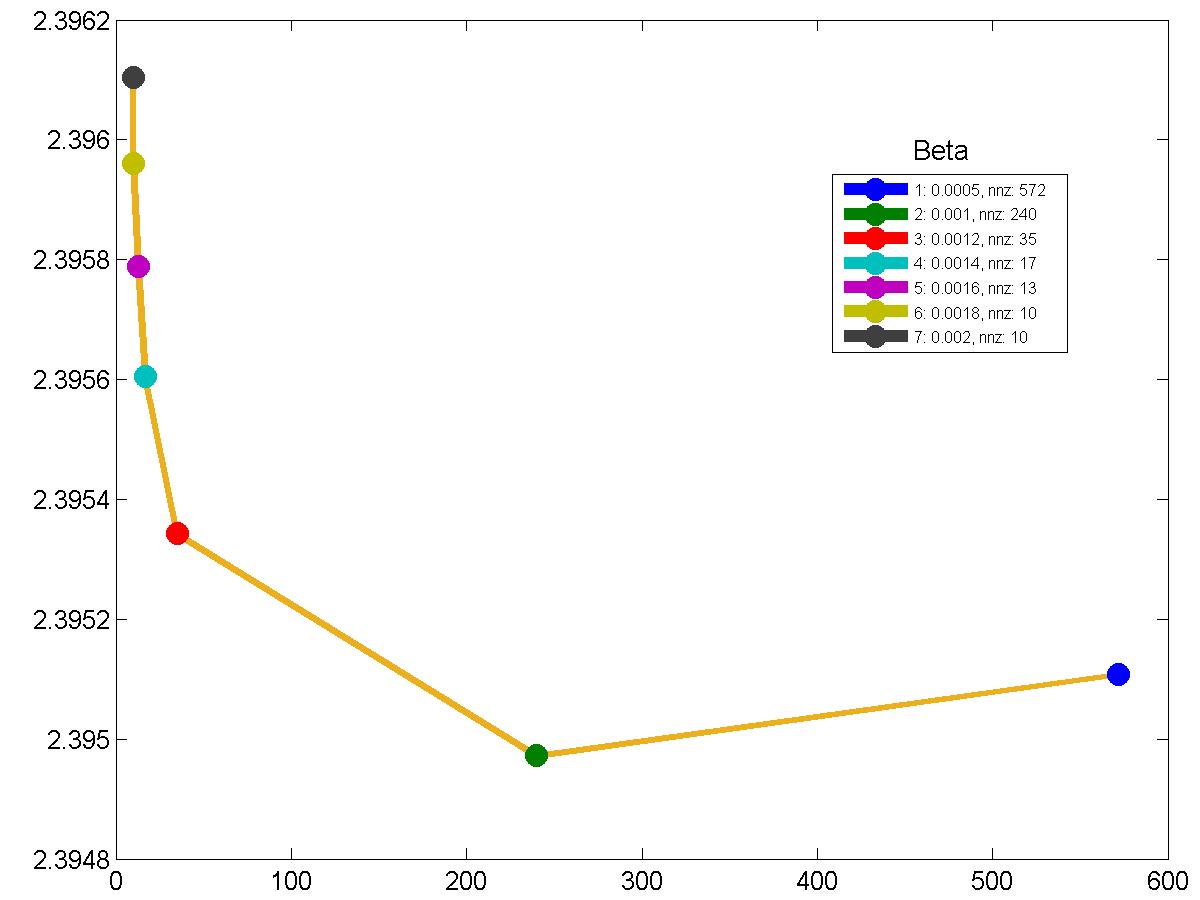 2.3962
2.396
2.3958
2.3956
2.3954
2.3952
2.395
2.3948
0 100 200 300 400 500 600
Beta
1: 0.0005, nnz: 572
2: 0.001, nnz: 240
3: 0.0012, nnz: 35
4: 0.0014, nnz: 17
5: 0.0016, nnz: 13
6: 0.0018, nnz: 10
7: 0.002, nnz: 10